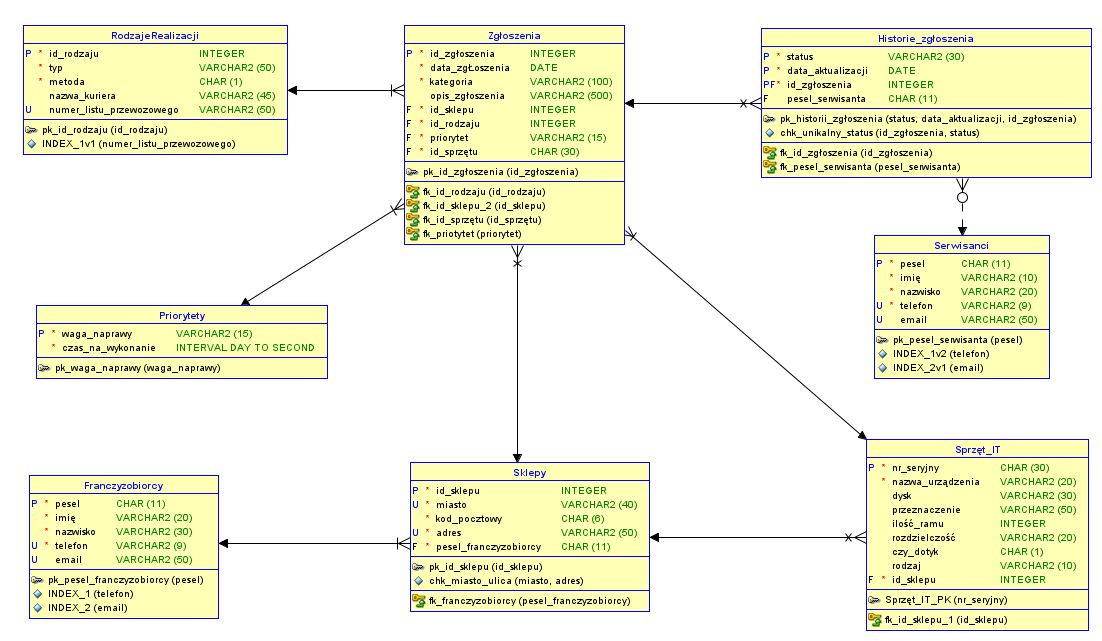 RodzajeRealizacji
P * id_rodzaju INTEGER
* typ VARCHAR2 (50)
* metoda CHAR (1)
nazwa_kuriera VARCHAR2 (45)
U numer_listu_przewozowego VARCHAR2 (50)
pk_id_rodzaju (id_rodzaju)
INDEX_1v1 (numer_listu_przewozowego)
Zgłoszenia
P * id_zgłoszenia INTEGER
* data_zgŁoszenia DATE
* kategoria VARCHAR2 (100)
opis_zgłoszenia VARCHAR2 (500)
F * id_sklepu INTEGER
F * id_rodzaju INTEGER
F * priorytet VARCHAR2 (15)
F * id_sprzętu CHAR (30)
pk_id_zgłoszenia (id_zgłoszenia)
fk_id_rodzaju (id_rodzaju)
fk_id_sklepu_2 (id_sklepu)
fk_id_sprzętu (id_sprzętu)
fk_priotytet (priorytet)
Historie_zgłoszenia
P * status VARCHAR2 (30)
P * data_aktualizacji DATE
PF* id_zgłoszenia INTEGER
F pesel_serwisanta CHAR (11)
pk_historii_zgłoszenia (status, data_aktualizacji, id_zgłoszenia)
chk_unikalny_status (id_zgłoszenia, status)
fk_id_zgłoszenia (id_zgłoszenia)
fk_pesel_serwisanta (pesel_serwisanta)
Serwisanci
P * pesel CHAR (11)
* imię VARCHAR2 (10)
* nazwisko VARCHAR2 (20)
U * telefon VARCHAR2 (9)
U email VARCHAR2 (50)
pk_pesel_serwisanta (pesel)
INDEX_1v2 (telefon)
INDEX_2v1 (email)
Priorytety
P * waga_naprawy VARCHAR2 (15)
* czas_na_wykonanie INTERVAL DAY TO SECOND
pk_waga_naprawy (waga_naprawy)
Franczyzobiorcy
P * pesel CHAR (11)
* imię VARCHAR2 (20)
* nazwisko VARCHAR2 (30)
U * telefon VARCHAR2 (9)
U email VARCHAR2 (50)
pk_pesel_franczyzobiorcy (pesel)
INDEX_1 (telefon)
INDEX_2 (email)
Sklepy
P * id_sklepu INTEGER
U * miasto VARCHAR2 (40)
* kod_pocztowy CHAR (6)
U * adres VARCHAR2 (50)
F * pesel_franczyzobiorcy CHAR (11)
pk_id_sklepu (id_sklepu)
chk_miasto_ulica (miasto, adres)
fk_franczyzobiorcy (pesel_franczyzobiorcy)
Sprzęt_IT
P * nr_seryjny CHAR (30)
* nazwa_urządzenia VARCHAR2 (20)
dysk VARCHAR2 (30)
przeznaczenie VARCHAR2 (50)
ilość_ramu INTEGER
rozdzielczość VARCHAR2 (20)
czy_dotyk CHAR (1)
rodzaj VARCHAR2 (10)
F * id_sklepu INTEGER
Sprzęt_IT_PK (nr_seryjny)
fk_id_sklepu_1 (id_sklepu)